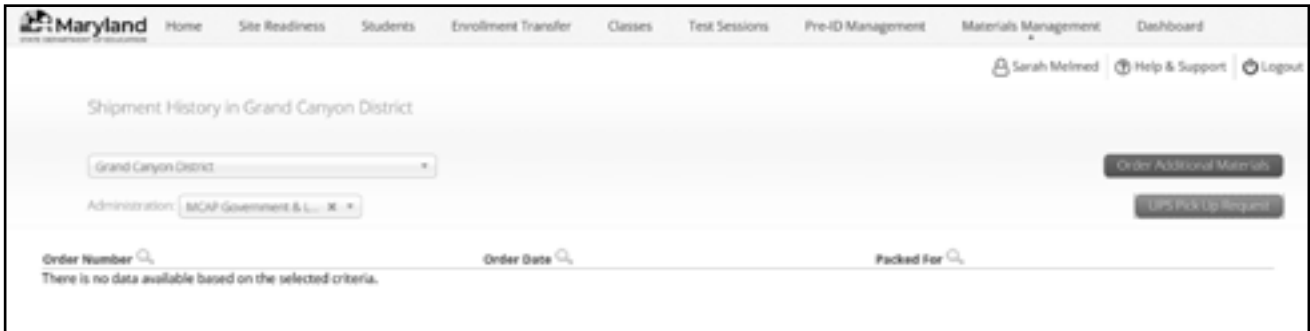 Maryland Home Site Readiness Students Enrollment Transfer Classes Test Sessions Pre-ID Management Materials Management Dashboard
STATE DEPARTMENT OF EDUCATION
Sarah Melmed Help & Support Logout
Shipment History in Grand Canyon District
Grand Canyon District
Order Additional Materials
Administration: MCAP Government & L...
UPS Pick Up Request
Order Number Order Date Packed For
There is no data available based on the selected criteria.